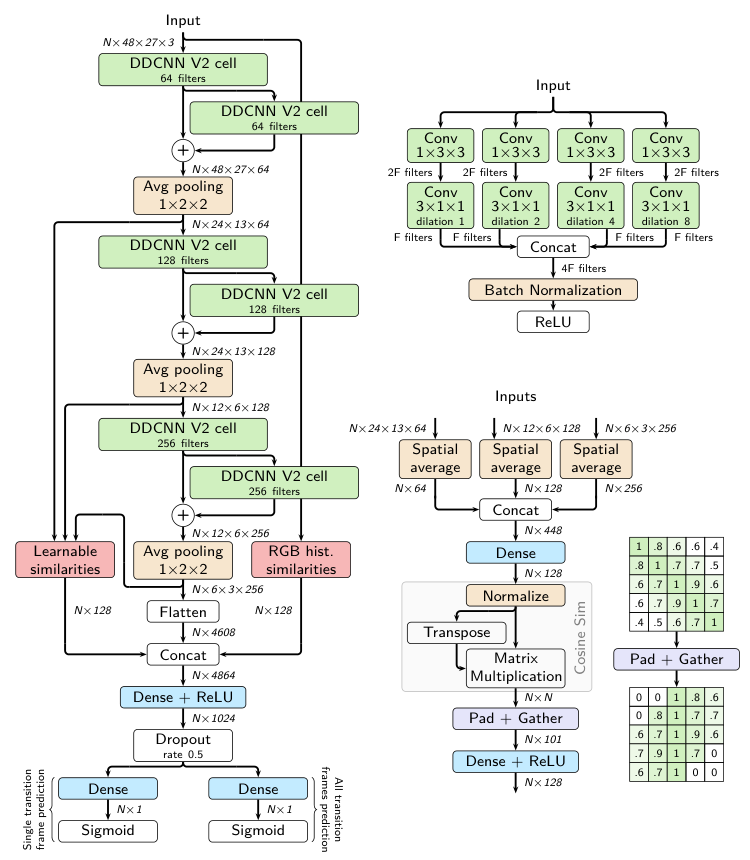 Input
N×48×27×3
DDCNN V2 cell
64 filters
DDCNN V2 cell
64 filters
+
N×48×27×64
Avg pooling
1×2×2
N×24×13×64
DDCNN V2 cell
128 filters
DDCNN V2 cell
128 filters
+
N×24×13×128
Avg pooling
1×2×2
N×12×6×128
DDCNN V2 cell
256 filters
DDCNN V2 cell
256 filters
+
N×12×6×256
Learnable
similarities
Avg pooling
1×2×2
RGB hist.
similarities
N×6×3×256
N×128
Flatten
N×128
N×4608
Concat
N×4864
Dense + ReLU
N×1024
Dropout
rate 0.5
Single transition
frame prediction
Dense
N×1
Sigmoid
Dense
N×1
Sigmoid
All transition
frames prediction
Input
Conv
1×3×3
Conv
1×3×3
Conv
1×3×3
Conv
1×3×3
2F filters
2F filters
2F filters
2F filters
Conv
3×1×1
dilation 1
Conv
3×1×1
dilation 2
Conv
3×1×1
dilation 4
Conv
3×1×1
dilation 8
F filters
F filters
F filters
F filters
Concat
4F filters
Batch Normalization
ReLU
Inputs
N×24×13×64
N×12×6×128
N×6×3×256
Spatial
average
Spatial
average
Spatial
average
N×64
N×128
N×256
Concat
N×448
Dense
N×128
Normalize
Transpose
Matrix
Multiplication
Cosine Sim
N×N
Pad + Gather
N×101
Dense + ReLU
N×128
1 .8 .6 .6 .4
.8 1 .7 .7 .5
.6 .7 1 .9 .6
.6 .7 .9 1 .7
.4 .5 .6 .7 1
Pad + Gather
0 0 1 .8 .6
0 .8 1 .7 .7
.6 .7 1 .9 .6
.7 .9 1 .7 0
.6 .7 1 0 0